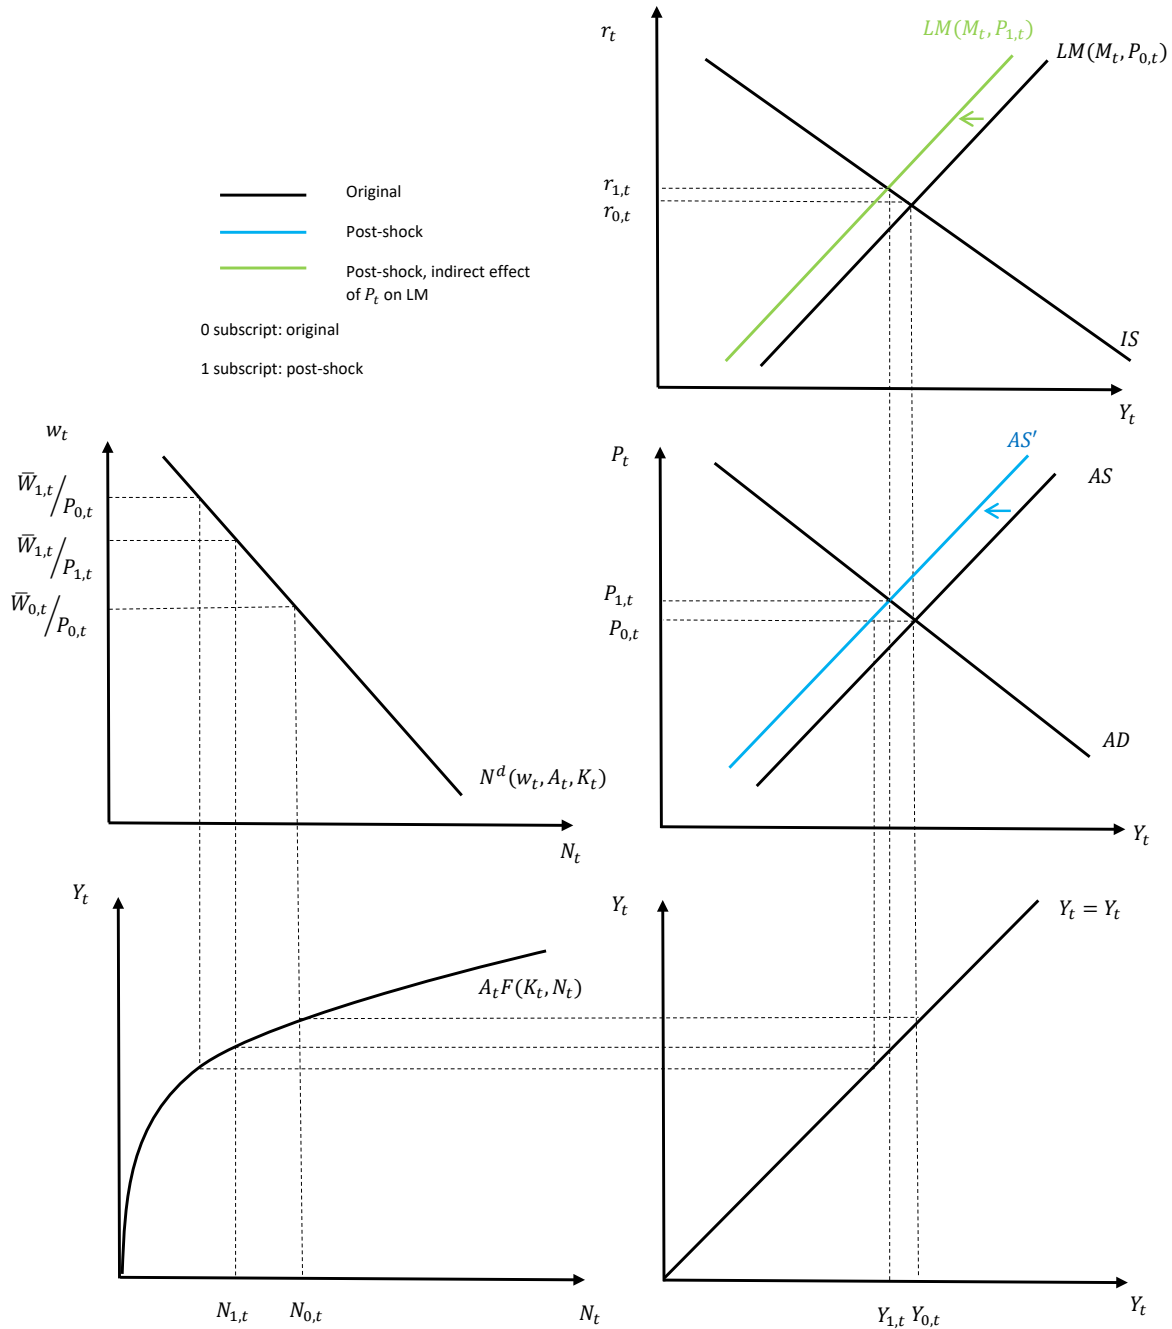 r_t
LM(M_t, P_{1,t})
LM(M_t, P_{0,t})
Original
Post-shock
Post-shock, indirect effect
of P_t on LM
0 subscript: original
1 subscript: post-shock
r_{1,t}
r_{0,t}
IS
Y_t
w_t
W̄_{1,t}/P_{0,t}
W̄_{1,t}/P_{1,t}
W̄_{0,t}/P_{0,t}
N^d(w_t, A_t, K_t)
N_t
P_t
AS′
AS
P_{1,t}
P_{0,t}
AD
Y_t
Y_t
A_tF(K_t, N_t)
N_{1,t}
N_{0,t}
N_t
Y_t
Y_t = Y_t
Y_{1,t}
Y_{0,t}
Y_t